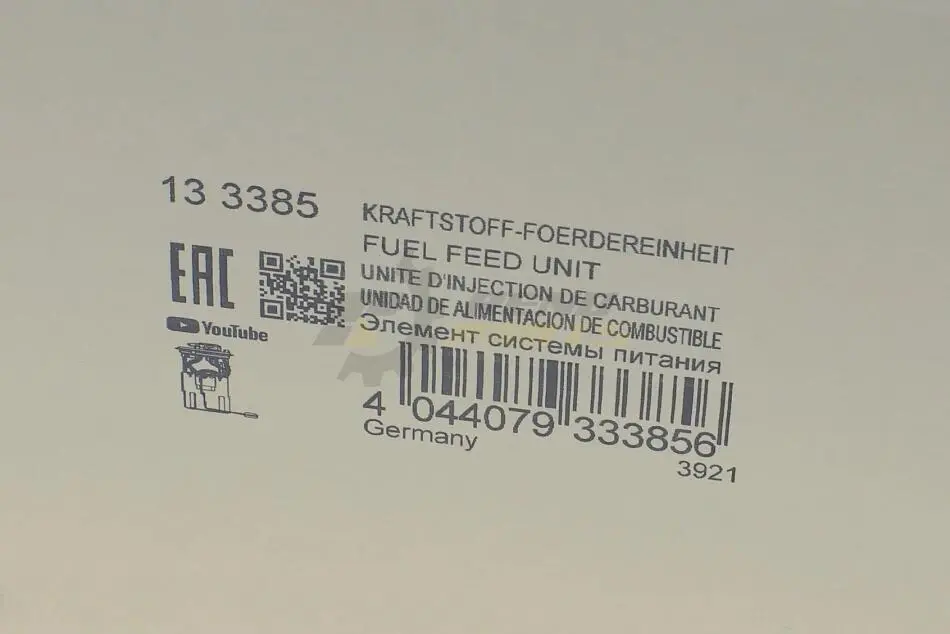 13 3385
KRAFTSTOFF-FOERDEREINHEIT
FUEL FEED UNIT
UNITE D'INJECTION DE CARBURANT
UNIDAD DE ALIMENTACION DE COMBUSTIBLE
Элемент системы питания
EAC
YouTube
4 044079 333856
Germany
3921